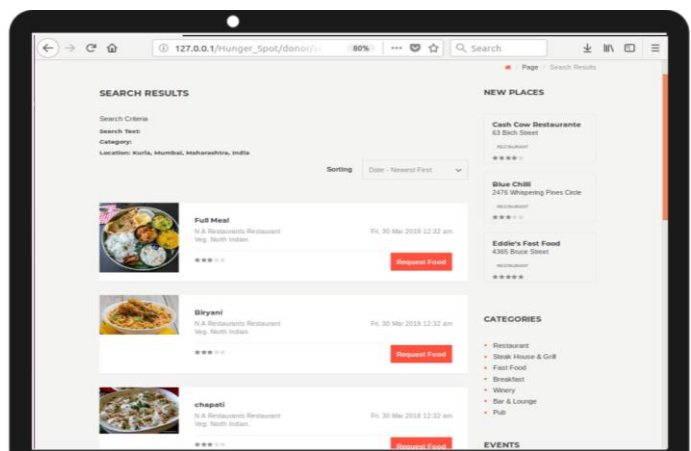 127.0.0.1/Hunger_Spot/donor/
80%
Search
Page / Search Results
SEARCH RESULTS
Search Criteria
Search Text:
Category:
Location: Kurla, Mumbai, Maharashtra, India
Sorting
Date - Newest First
Full Meal
N A Restaurants Restaurant
Veg. North Indian.
Fri, 30 Mar 2018 12:32 am
Request Food
Biryani
N A Restaurants Restaurant
Veg. North Indian.
Fri, 30 Mar 2018 12:32 am
Request Food
chapati
N A Restaurants Restaurant
Veg. North Indian.
Fri, 30 Mar 2018 12:32 am
Request Food
NEW PLACES
Cash Cow Restaurante
63 Birch Street
RESTAURANT
Blue Chilli
2476 Whispering Pines Circle
RESTAURANT
Eddie's Fast Food
4365 Bruce Street
RESTAURANT
CATEGORIES
Restaurant
Steak House & Grill
Fast Food
Breakfast
Winery
Bar & Lounge
Pub
EVENTS